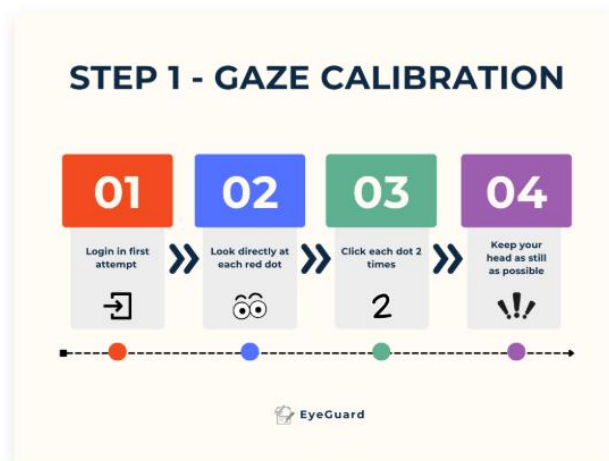 STEP 1 - GAZE CALIBRATION
01
02
03
04
Login in first
attempt
Look directly at
each red dot
Click each dot 2
times
Keep your
head as still
as possible
2
EyeGuard